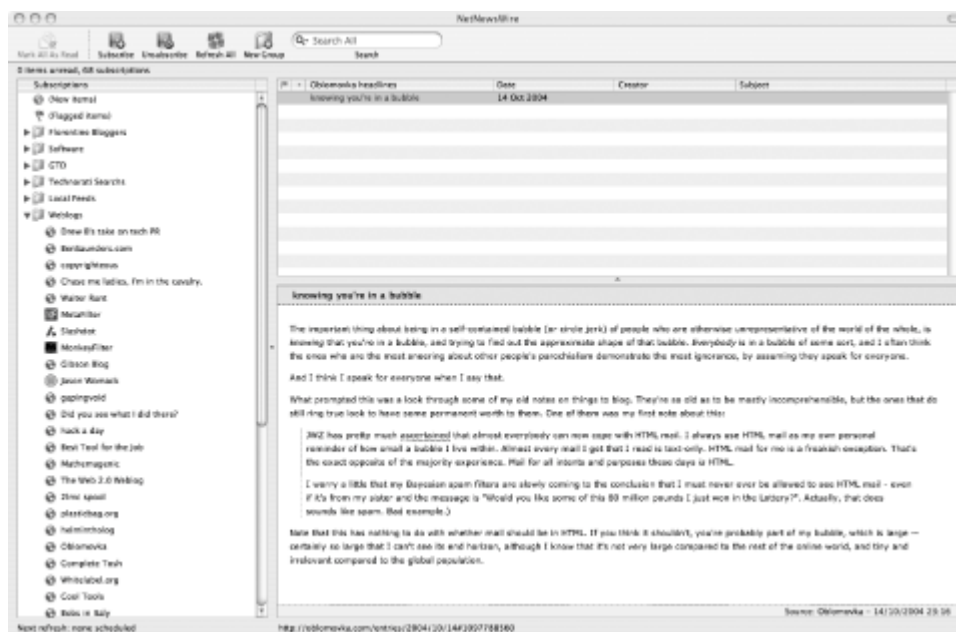 NetNewsWire
Search All
Mark All As Read Subscribe Unsubscribe Refresh All New Group Search
0 items unread, 68 subscriptions
Subscriptions
(New items)
(Flagged items)
Florentine Bloggers
Software
GTD
Technorati Searchs
Local Feeds
Weblogs
Drew B's take on tech PR
BenSaunders.com
copyrighteous
Chase me ladies, I'm in the cavalry.
Walter Rant
MetaFilter
Slashdot
MonkeyFilter
Gibson Blog
Jason Womack
gapingvoid
Did you see what I did there?
hack a day
Best Tool for the Job
Mathemagenic
The Web 2.0 Weblog
2lmc spool
plasticbag.org
helmintholog
Oblomovka
Complete Tosh
Whitelabel.org
Cool Tools
Bobs in Italy
Next refresh: none scheduled
Oblomovka headlines Date Creator Subject
knowing you're in a bubble 14 Oct 2004
knowing you're in a bubble
The important thing about being in a self-contained bubble (or circle jerk) of people who are otherwise unrepresentative of the world of the whole, is
knowing that you're in a bubble, and trying to find out the approximate shape of that bubble. Everybody is in a bubble of some sort, and I often think
the ones who are the most sneering about other people's parochialism demonstrate the most ignorance, by assuming they speak for everyone.
And I think I speak for everyone when I say that.
What prompted this was a look through some of my old notes on things to blog. They're so old as to be mostly incomprehensible, but the ones that do
still ring true look to have some permanent worth to them. One of them was my first note about this:
JWZ has pretty much ascertained that almost everybody can now cope with HTML mail. I always use HTML mail as my own personal
reminder of how small a bubble I live within. Almost every mail I get that I read is text-only. HTML mail for me is a freakish exception. That's
the exact opposite of the majority experience. Mail for all intents and purposes these days is HTML.
I worry a little that my Bayesian spam filters are slowly coming to the conclusion that I must never ever be allowed to see HTML mail - even
if it's from my sister and the message is "Would you like some of this 80 million pounds I just won in the Lottery?". Actually, that does
sounds like spam. Bad example.)
Note that this has nothing to do with whether mail should be in HTML. If you think it shouldn't, you're probably part of my bubble, which is large —
certainly so large that I can't see its end horizon, although I know that it's not very large compared to the rest of the online world, and tiny and
irrelevant compared to the global population.
Source: Oblomovka - 14/10/2004 23:16
http://oblomovka.com/entries/2004/10/14#1097788560